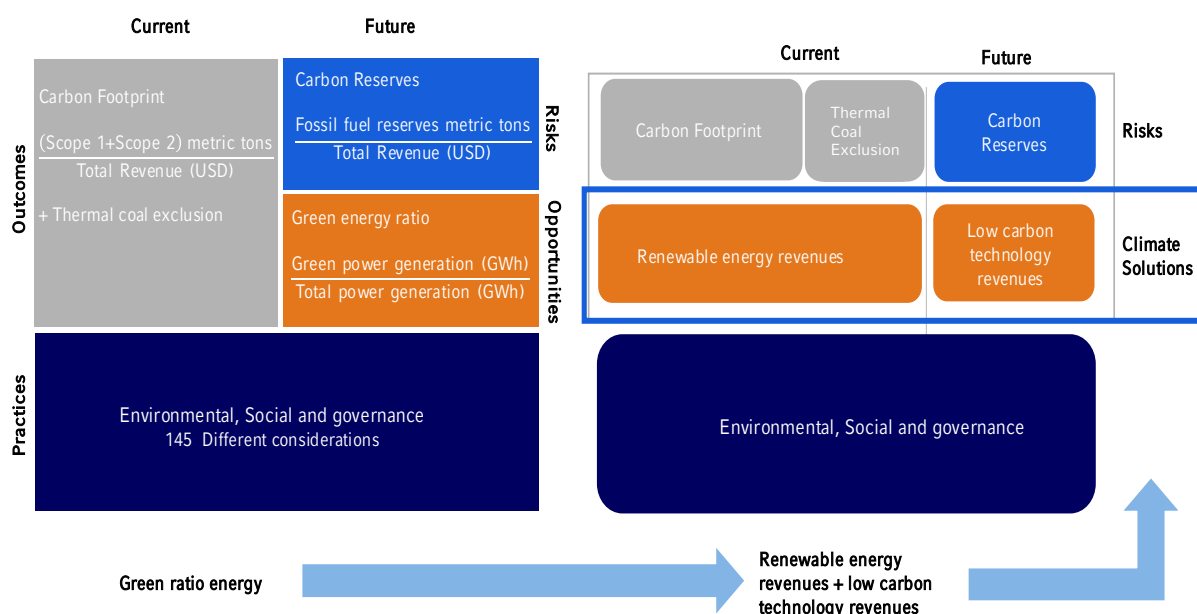 Current
Future
Outcomes
Carbon Footprint
(Scope 1+Scope 2) metric tons
Total Revenue (USD)
+ Thermal coal exclusion
Carbon Reserves
Fossil fuel reserves metric tons
Total Revenue (USD)
Risks
Green energy ratio
Green power generation (GWh)
Total power generation (GWh)
Opportunities
Practices
Environmental, Social and governance
145 Different considerations
Current
Future
Carbon Footprint
Thermal
Coal
Exclusion
Carbon
Reserves
Risks
Renewable energy revenues
Low carbon
technology
revenues
Climate
Solutions
Environmental, Social and governance
Green ratio energy
Renewable energy
revenues + low carbon
technology revenues